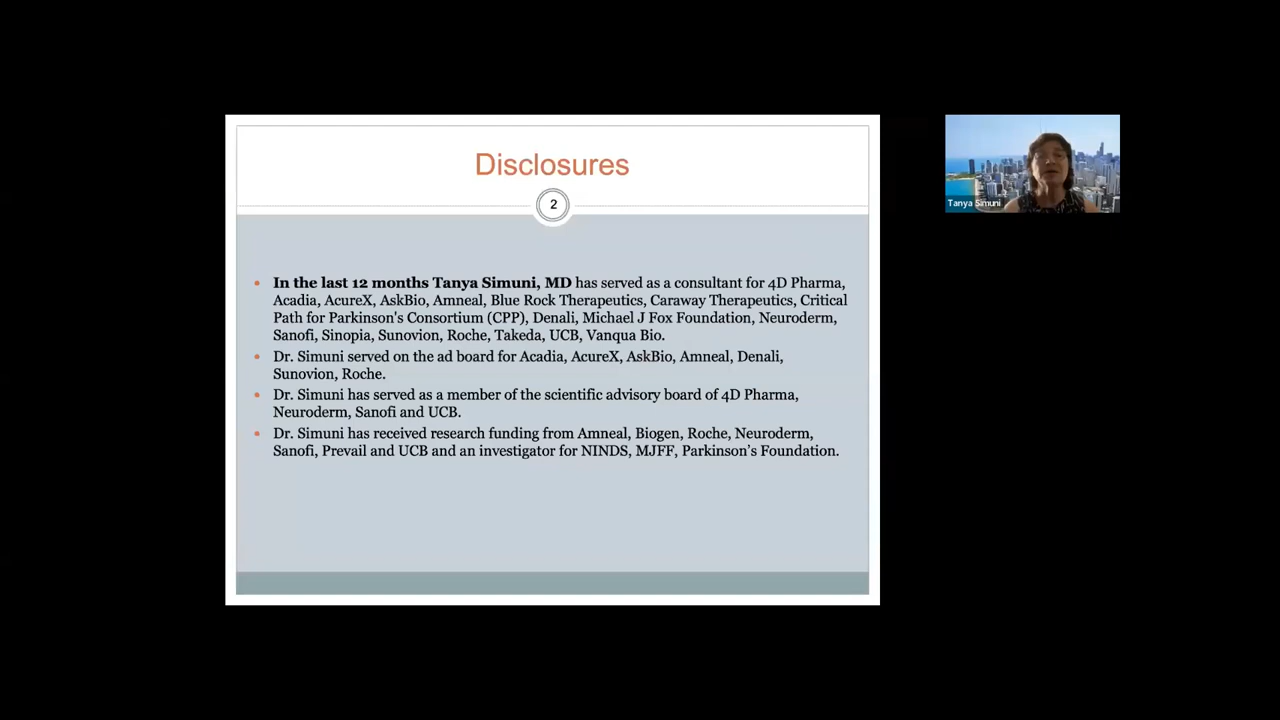 Disclosures
2
• In the last 12 months Tanya Simuni, MD has served as a consultant for 4D Pharma,
Acadia, AcureX, AskBio, Amneal, Blue Rock Therapeutics, Caraway Therapeutics, Critical
Path for Parkinson's Consortium (CPP), Denali, Michael J Fox Foundation, Neuroderm,
Sanofi, Sinopia, Sunovion, Roche, Takeda, UCB, Vanqua Bio.
• Dr. Simuni served on the ad board for Acadia, AcureX, AskBio, Amneal, Denali,
Sunovion, Roche.
• Dr. Simuni has served as a member of the scientific advisory board of 4D Pharma,
Neuroderm, Sanofi and UCB.
• Dr. Simuni has received research funding from Amneal, Biogen, Roche, Neuroderm,
Sanofi, Prevail and UCB and an investigator for NINDS, MJFF, Parkinson’s Foundation.
Tanya Simuni